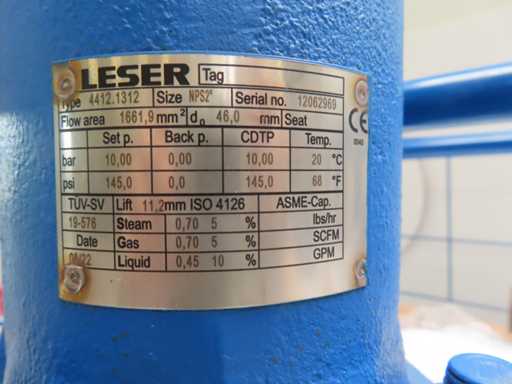 LESER Tag
Type 4412.1312 Size NPS2" Serial no. 12062969
Flow area 1661,9 mm² d₀ 46,0 mm Seat
Set p. Back p. CDTP Temp.
bar 10,00 0,00 10,00 20 °C
psi 145,0 0,0 145,0 68 °F
TÜV-SV Lift 11,2mm ISO 4126 ASME-Cap.
19-576 Steam 0,70 5 % lbs/hr
Date Gas 0,70 5 % SCFM
/22 Liquid 0,45 10 % GPM
CE